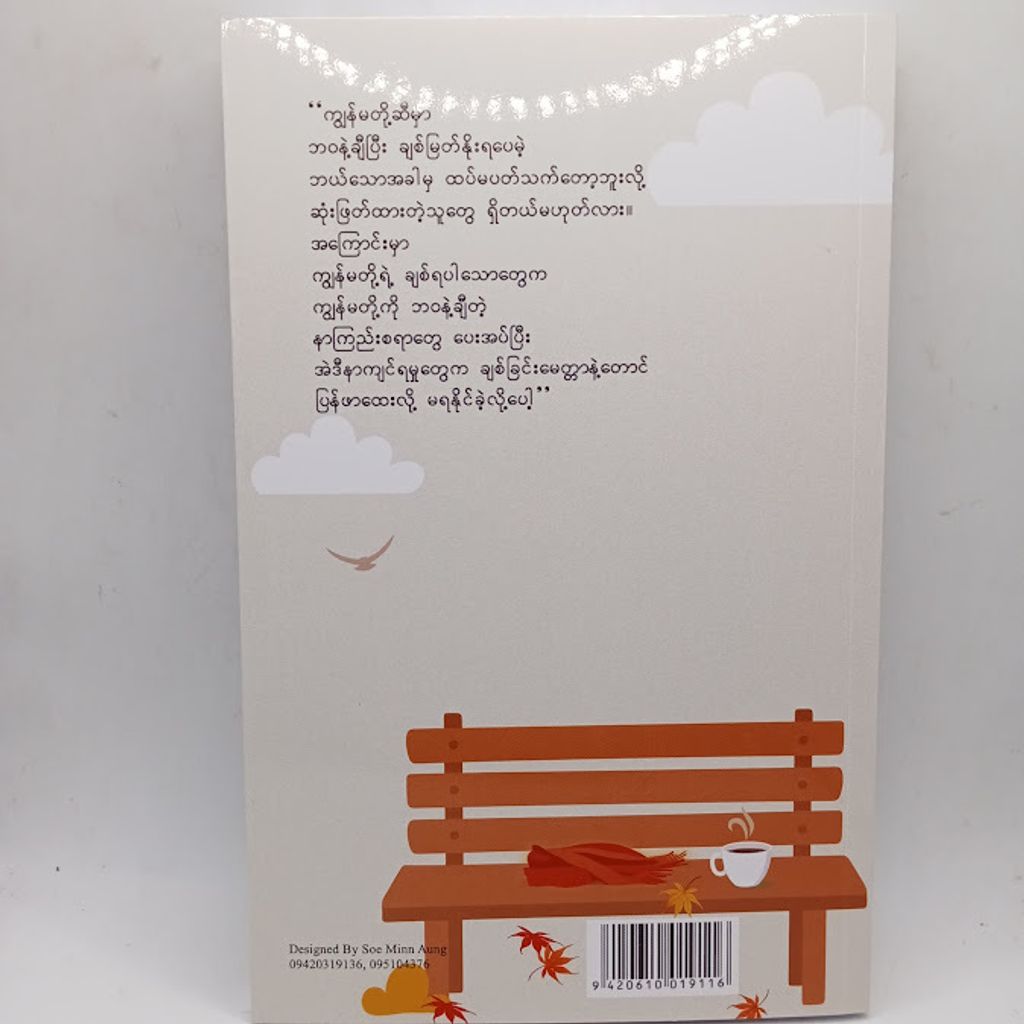 “ကျွန်မတို့ဆီမှာ
ဘဝနဲ့ချီပြီး ချစ်မြတ်နိုးရပေမဲ့
ဘယ်သောအခါမှ ထပ်မပတ်သက်တော့ဘူးလို့
ဆုံးဖြတ်ထားတဲ့သူတွေ ရှိတယ်မဟုတ်လား။
အကြောင်းမှာ
ကျွန်မတို့ရဲ့ ချစ်ရပါသောတွေက
ကျွန်မတို့ကို ဘဝနဲ့ချီတဲ့
နာကြည်းစရာတွေ ပေးအပ်ပြီး
အဲဒီနာကျင်ရမှုတွေက ချစ်ခြင်းမေတ္တာနဲ့တောင်
ပြန်ဖာထေးလို့ မရနိုင်ခဲ့လို့ပေါ့”
Designed By Soe Minn Aung
09420319136, 095104376
9 420610 019116